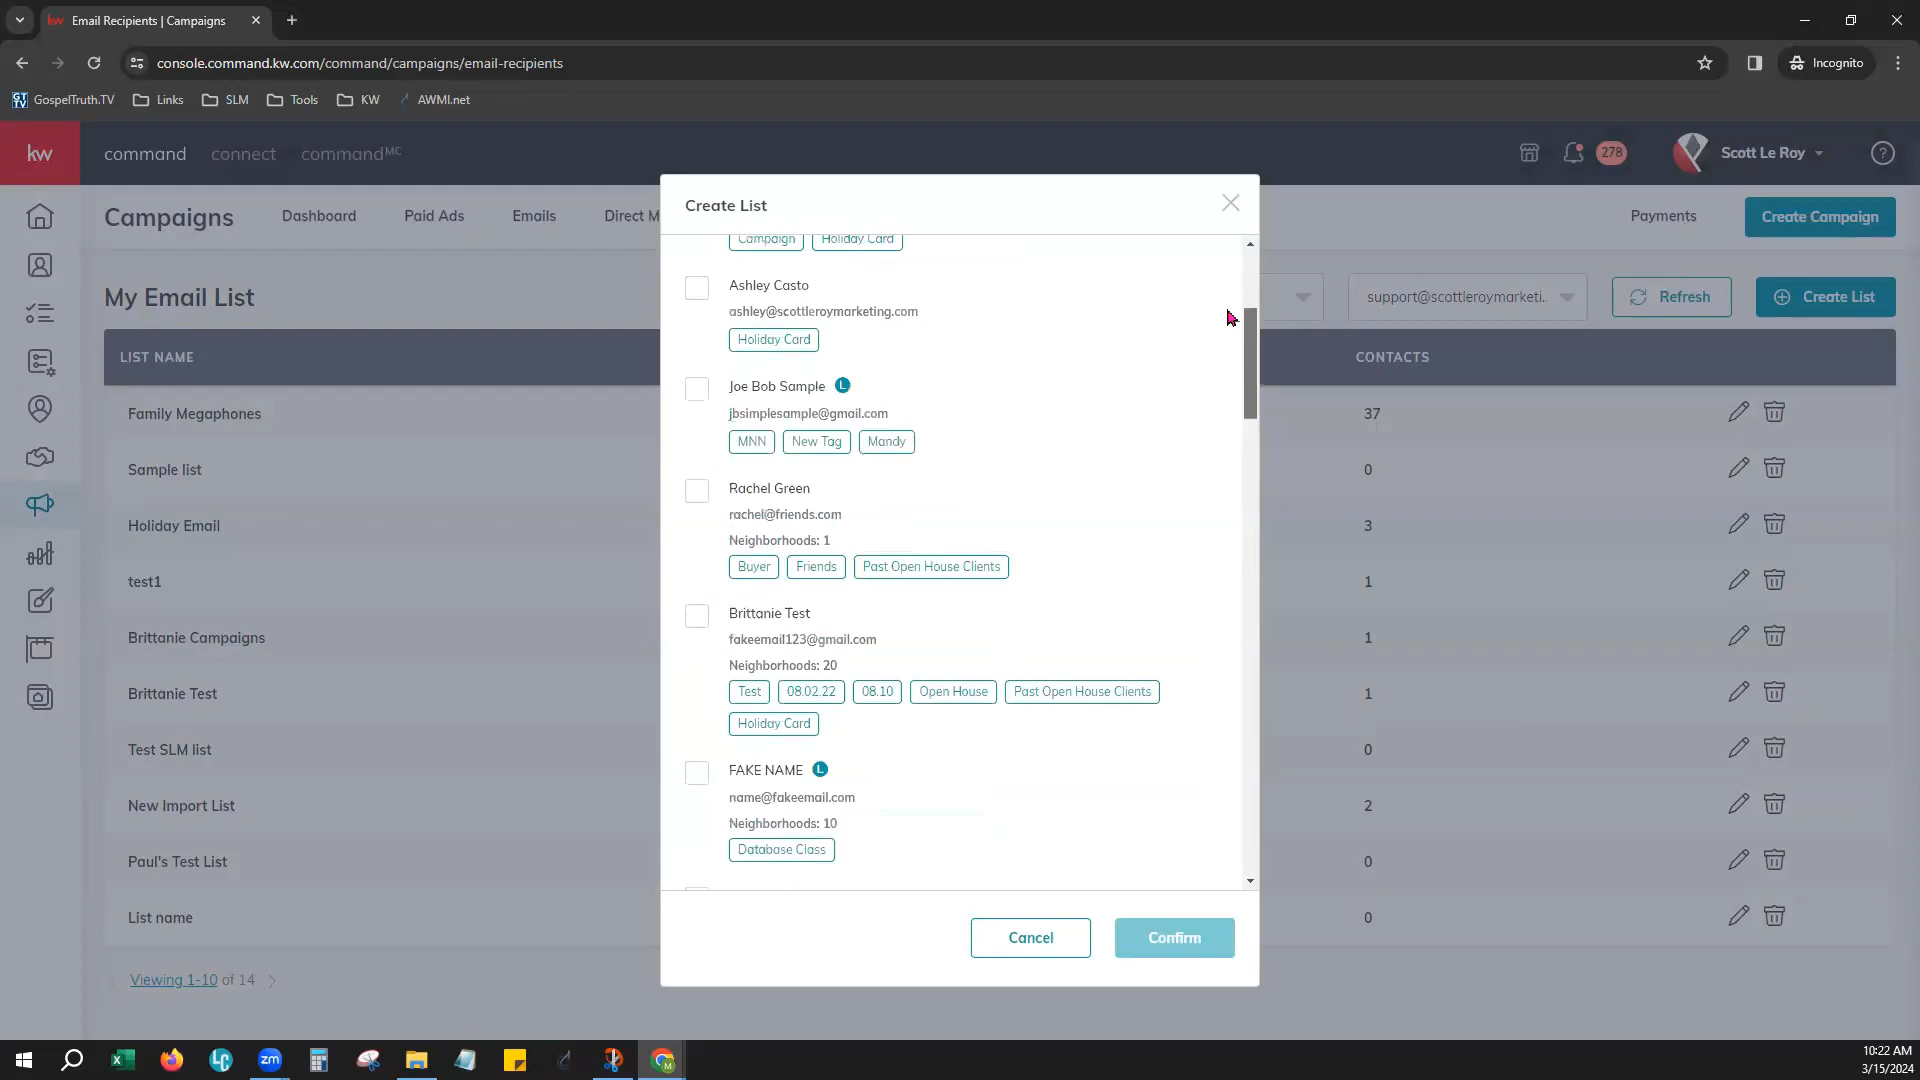 kw Email Recipients | Campaigns
console.command.kw.com/command/campaigns/email-recipients
Incognito
GT TV GospelTruth.TV Links SLM Tools KW AWMI.net
kw command connect commandMC 278 Scott Le Roy ?
Campaigns Dashboard Paid Ads Emails Direct M Payments Create Campaign
My Email List support@scottleroymarketi.. Refresh Create List
LIST NAME CONTACTS
Family Megaphones 37
Sample list 0
Holiday Email 3
test1 1
Brittanie Campaigns 1
Brittanie Test 1
Test SLM list 0
New Import List 2
Paul's Test List 0
List name 0
Viewing 1-10 of 14
Create List
Campaign Holiday Card
Ashley Casto
ashley@scottleroymarketing.com
Holiday Card
Joe Bob Sample L
jbsimplesample@gmail.com
MNN New Tag Mandy
Rachel Green
rachel@friends.com
Neighborhoods: 1
Buyer Friends Past Open House Clients
Brittanie Test
fakeemail123@gmail.com
Neighborhoods: 20
Test 08.02.22 08.10 Open House Past Open House Clients
Holiday Card
FAKE NAME L
name@fakeemail.com
Neighborhoods: 10
Database Class
Cancel Confirm
LC zm M
10:22 AM
3/15/2024